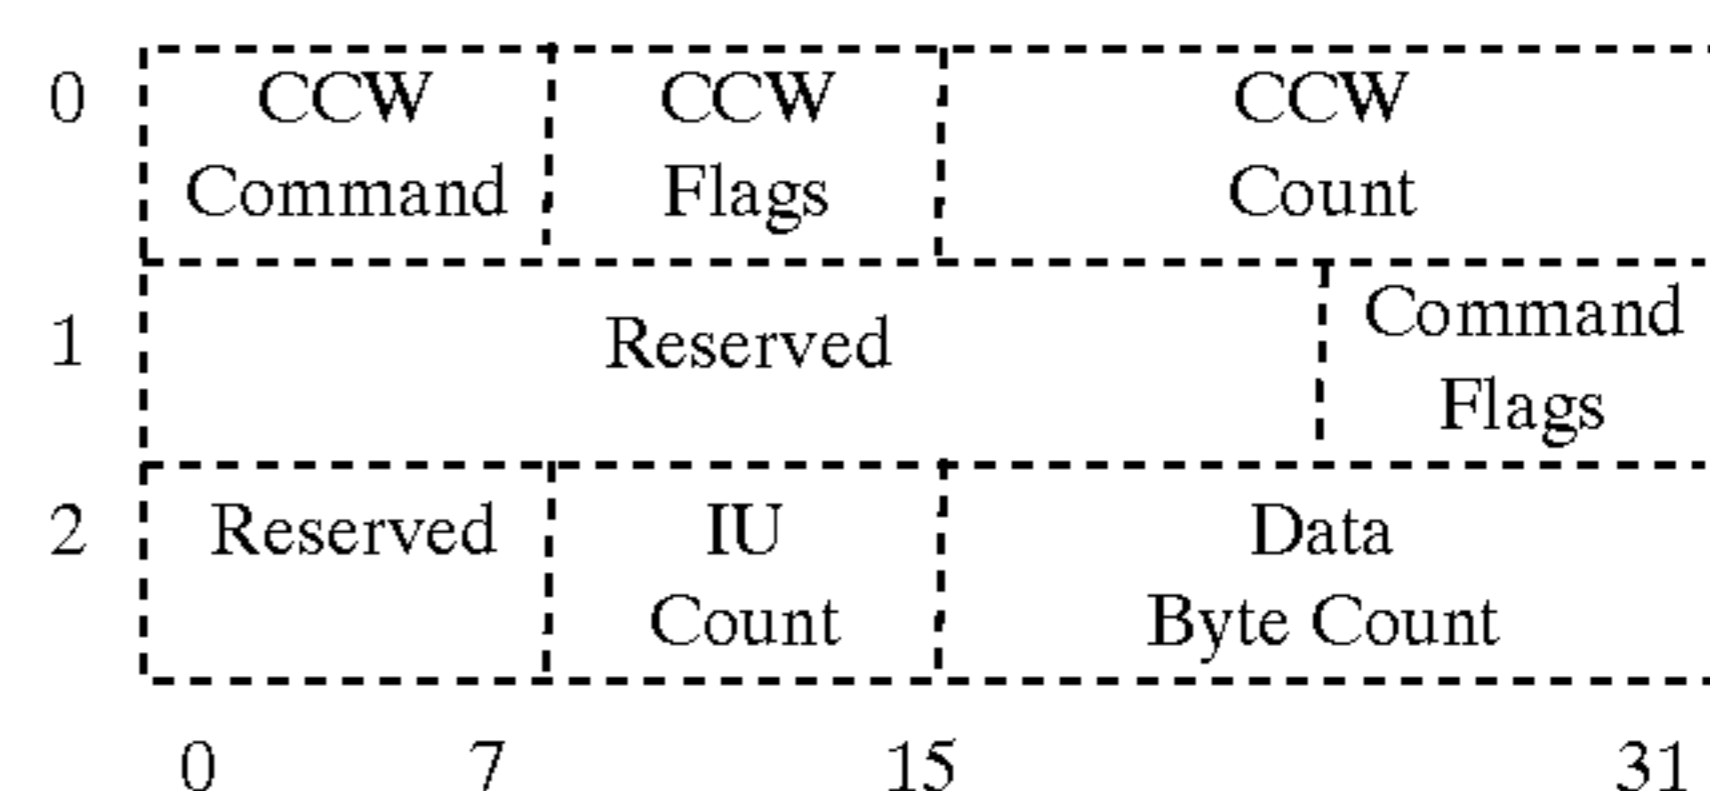 0 CCW CCW CCW
Command Flags Count
Command
1 Reserved
Flags
2 Reserved IU Data
Count Byte Count
0 7 15 31